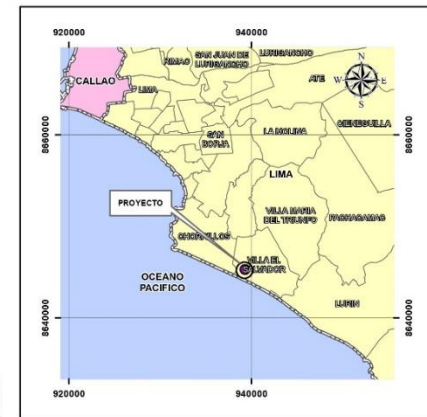 920000 940000
SAN JUAN DE
LURIGANCHO
LURIGANCHO
RIMAC
CALLAO
LIMA
ATE
N
W E
S
CIENEGUILLA
8660000 8660000
SAN
BORJA
LA MOLINA
LIMA
PROYECTO
VILLA MARIA
DEL TRIUNFO
PACHACAMAC
CHORRILLOS
VILLA EL
SALVADOR
OCEANO
PACIFICO
LURIN
8640000 8640000
920000 940000